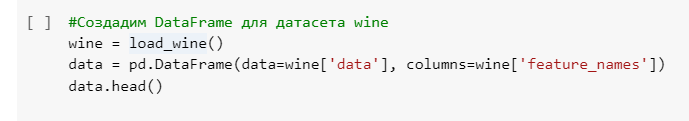 [ ] #Создадим DataFrame для датасета wine
wine = load_wine()
data = pd.DataFrame(data=wine['data'], columns=wine['feature_names'])
data.head()